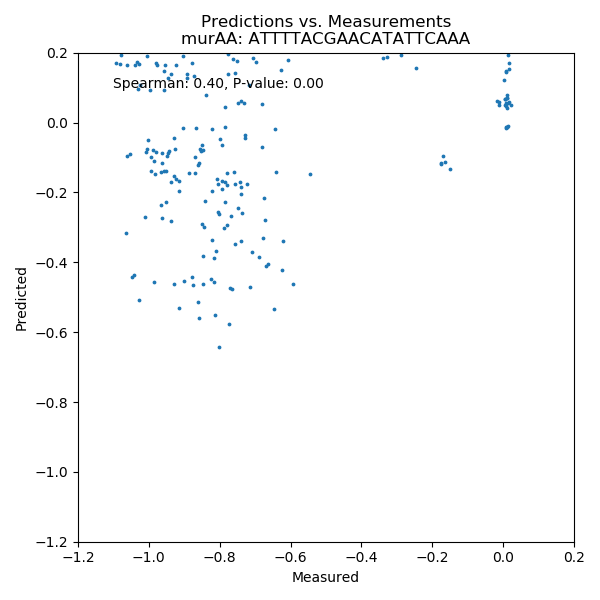 Predictions vs. Measurements
murAA: ATTTTACGAACATATTCAAA
0.2
Spearman: 0.40, P-value: 0.00
0.0
−0.2
−0.4
−0.6
−0.8
−1.0
−1.2
Predicted
−1.2 −1.0 −0.8 −0.6 −0.4 −0.2 0.0 0.2
Measured